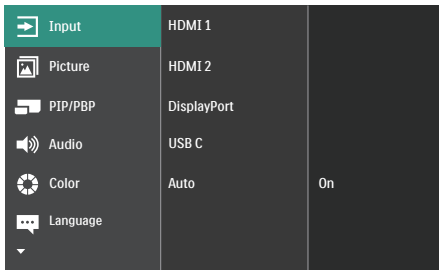 Input HDMI 1
Picture HDMI 2
PIP/PBP DisplayPort
Audio USB C
Color Auto On
Language